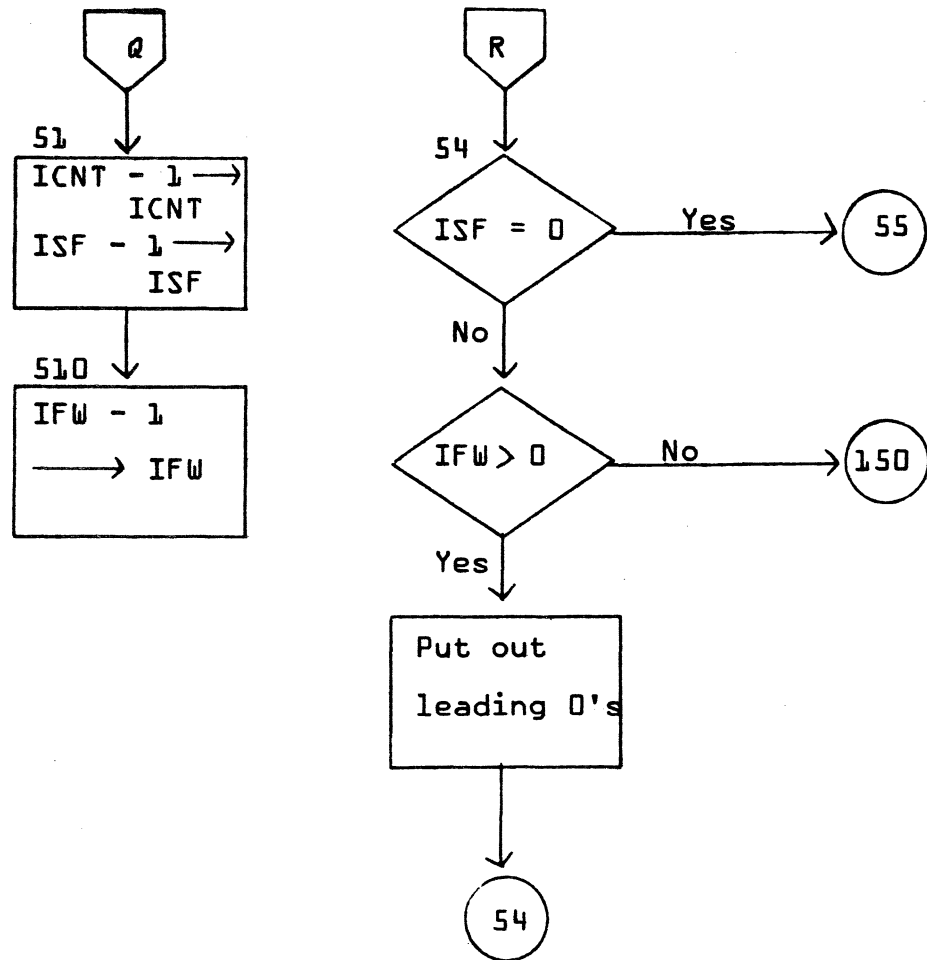 Q
51
ICNT - 1 →
ICNT
ISF - 1 →
ISF
510
IFW - 1
→ IFW
R
54
ISF = 0
Yes
55
No
IFW > 0
No
150
Yes
Put out
leading 0's
54